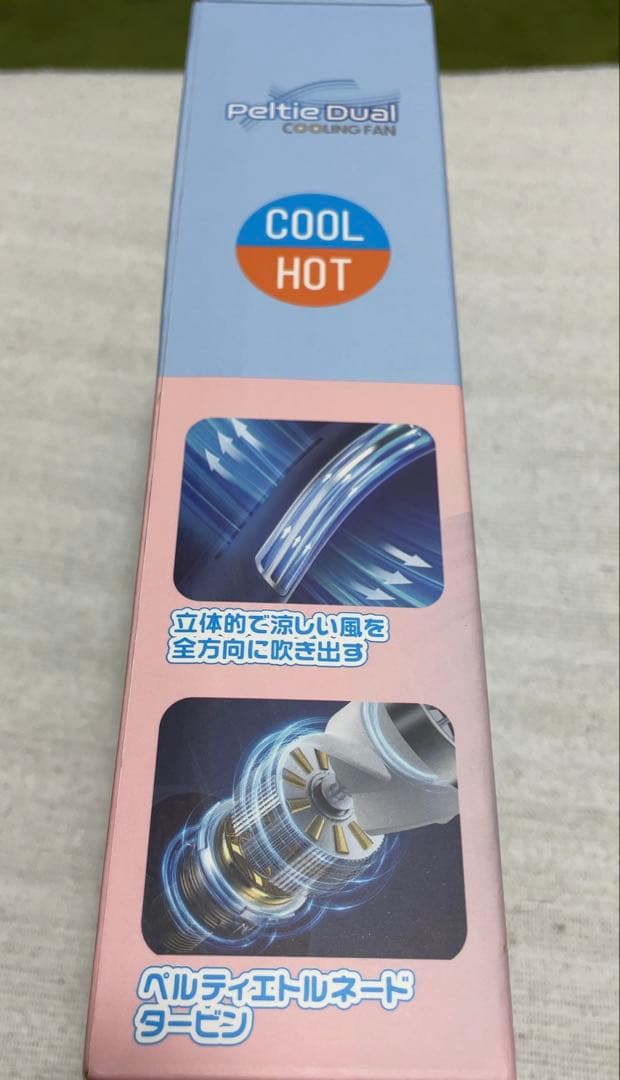 Peltie Dual
COOLING FAN
COOL
HOT
立体的で涼しい風を
全方向に吹き出す
ペルティエトルネード
タービン